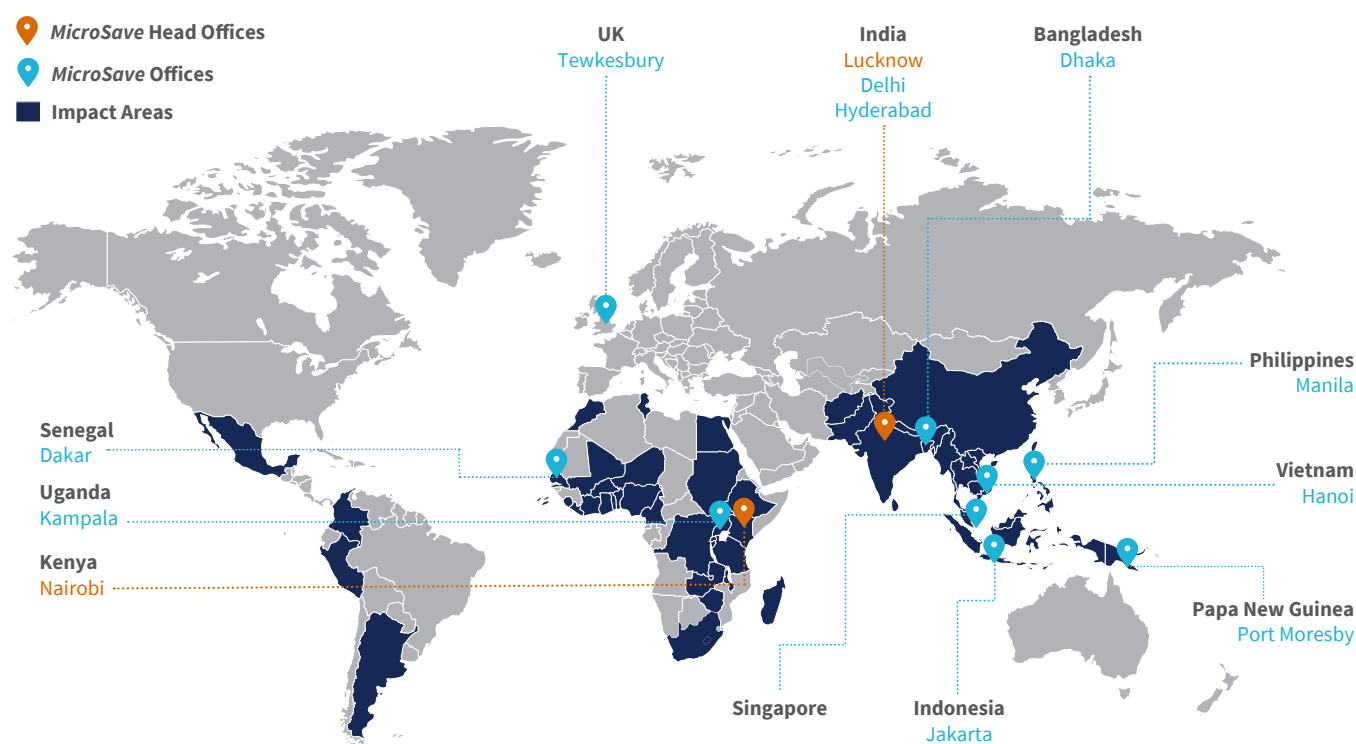 MicroSave Head Offices
MicroSave Offices
Impact Areas
UK
Tewkesbury
India
Lucknow
Delhi
Hyderabad
Bangladesh
Dhaka
Philippines
Manila
Senegal
Dakar
Vietnam
Hanoi
Uganda
Kampala
Kenya
Nairobi
Papa New Guinea
Port Moresby
Singapore
Indonesia
Jakarta